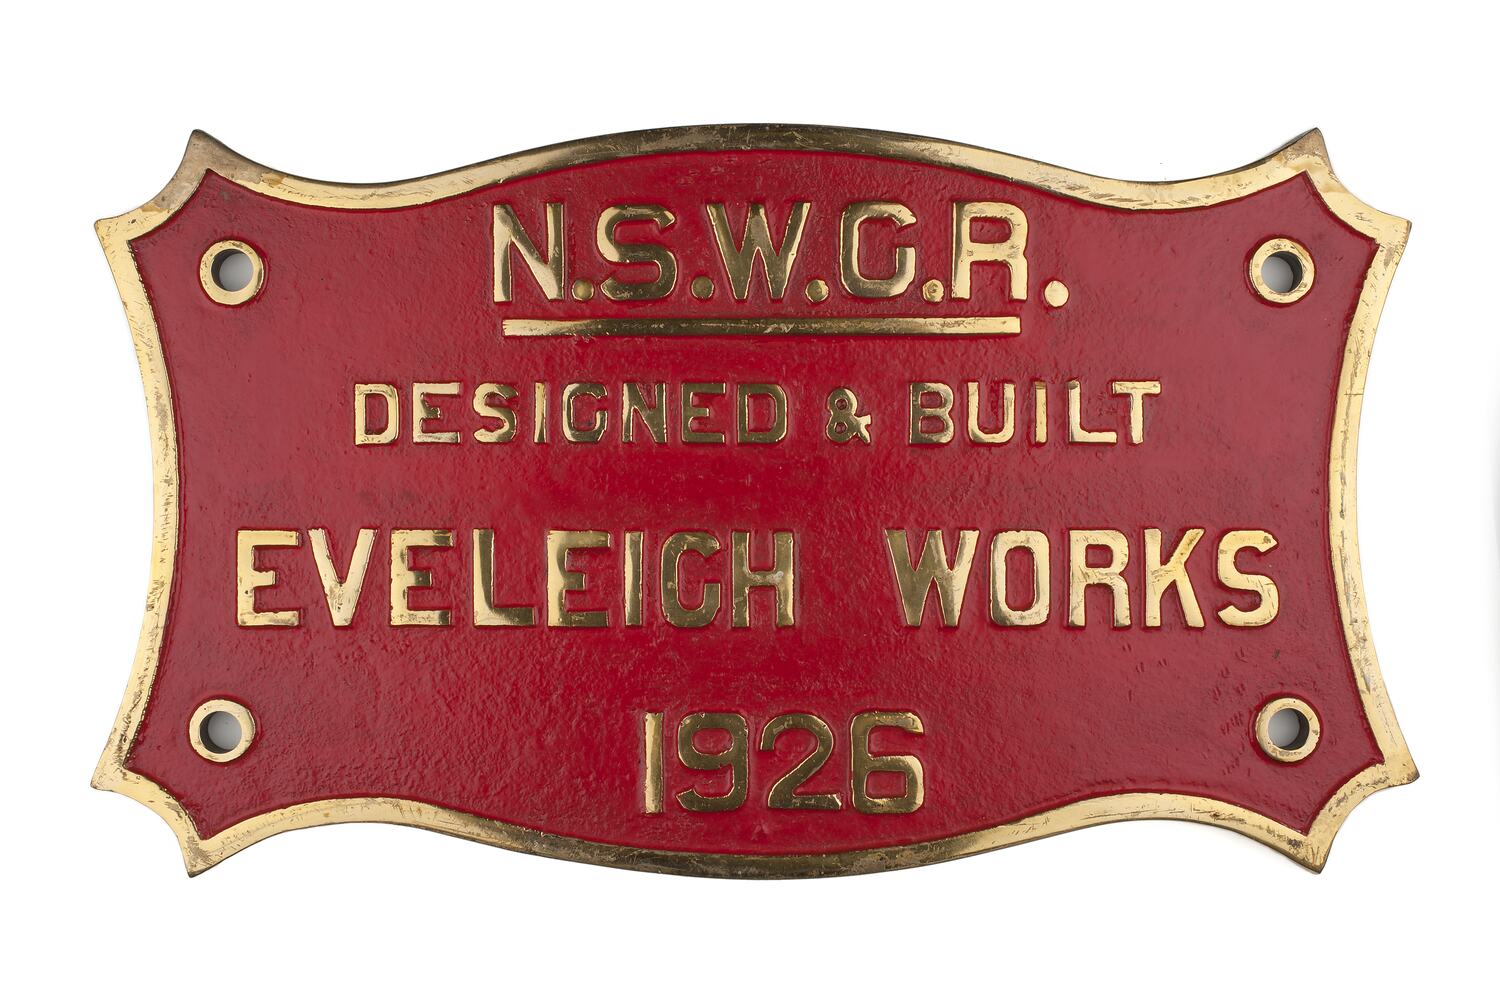 N.S.W.G.R.
DESIGNED & BUILT
EVELEIGH WORKS
1926